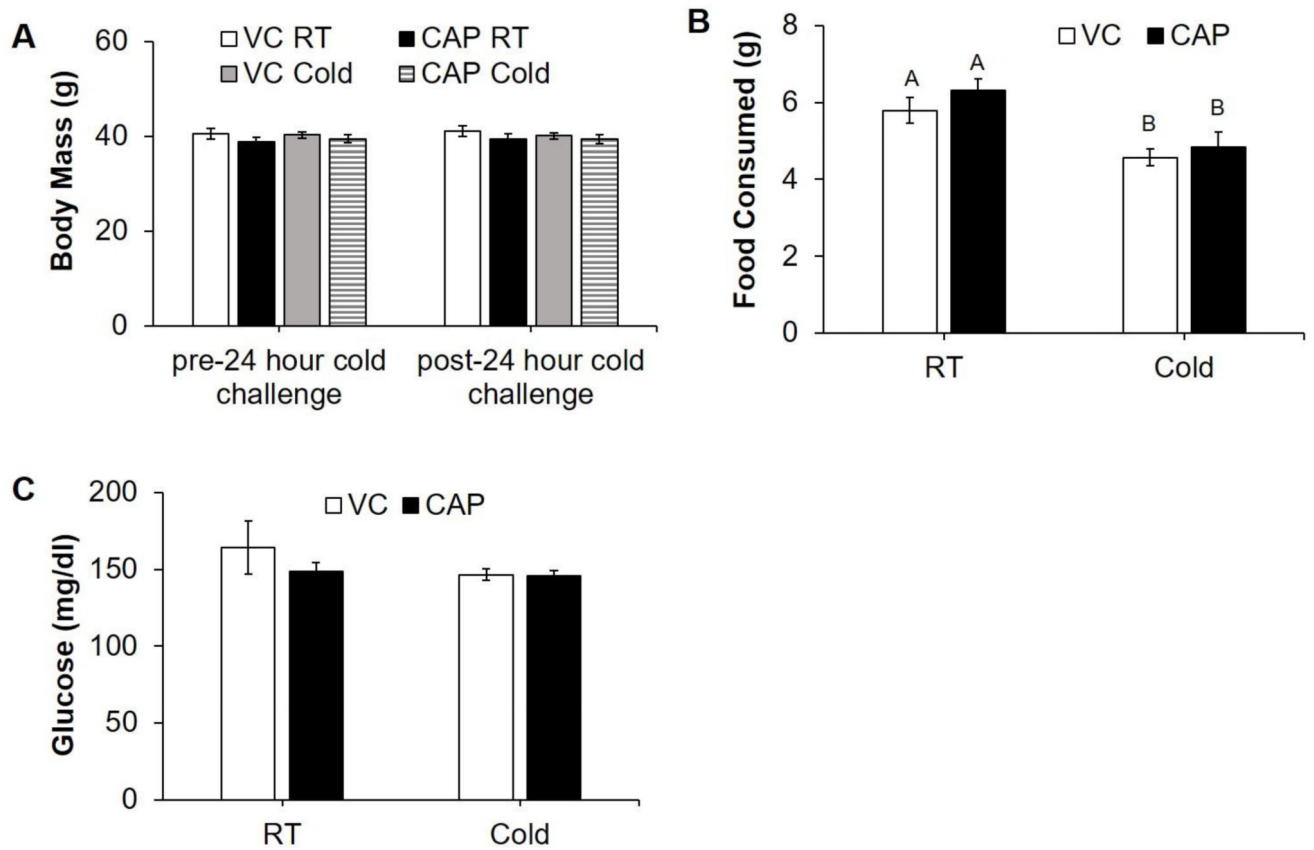 A
Body Mass (g)
60
40
20
0
VC RT
CAP RT
VC Cold
CAP Cold
pre-24 hour cold
challenge
post-24 hour cold
challenge
B
Food Consumed (g)
8
6
4
2
0
VC
CAP
A
A
B
B
RT
Cold
C
Glucose (mg/dl)
200
150
100
50
0
VC
CAP
RT
Cold